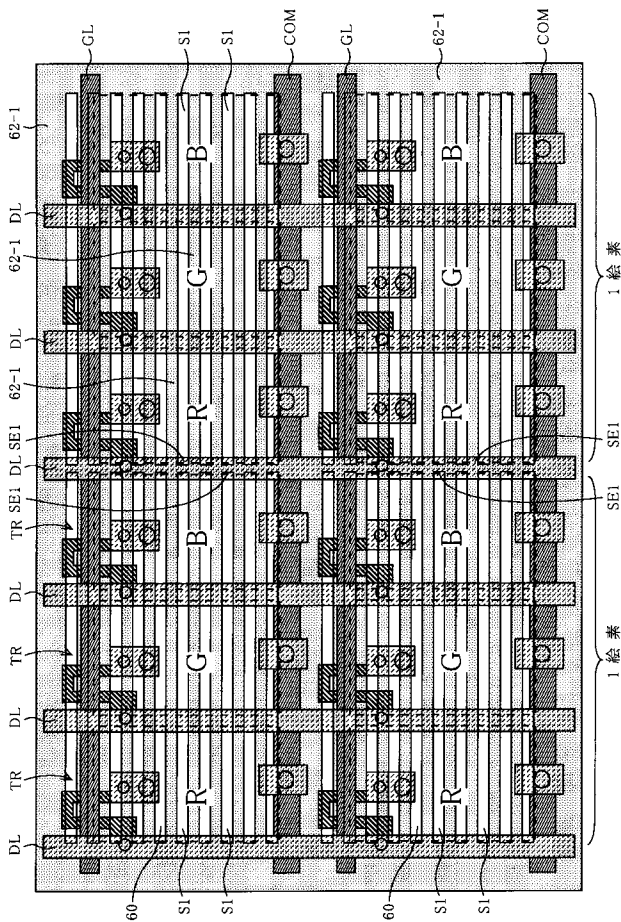 DL TR DL TR DL TR SE1 DL SE1 62-1 DL 62-1 DL 62-1
GL
60
S1 R G B R G B S1
S1 S1
COM
GL
62-1
60
S1 R G B R G B
S1
COM
SE1 SE1
1絵素 1絵素